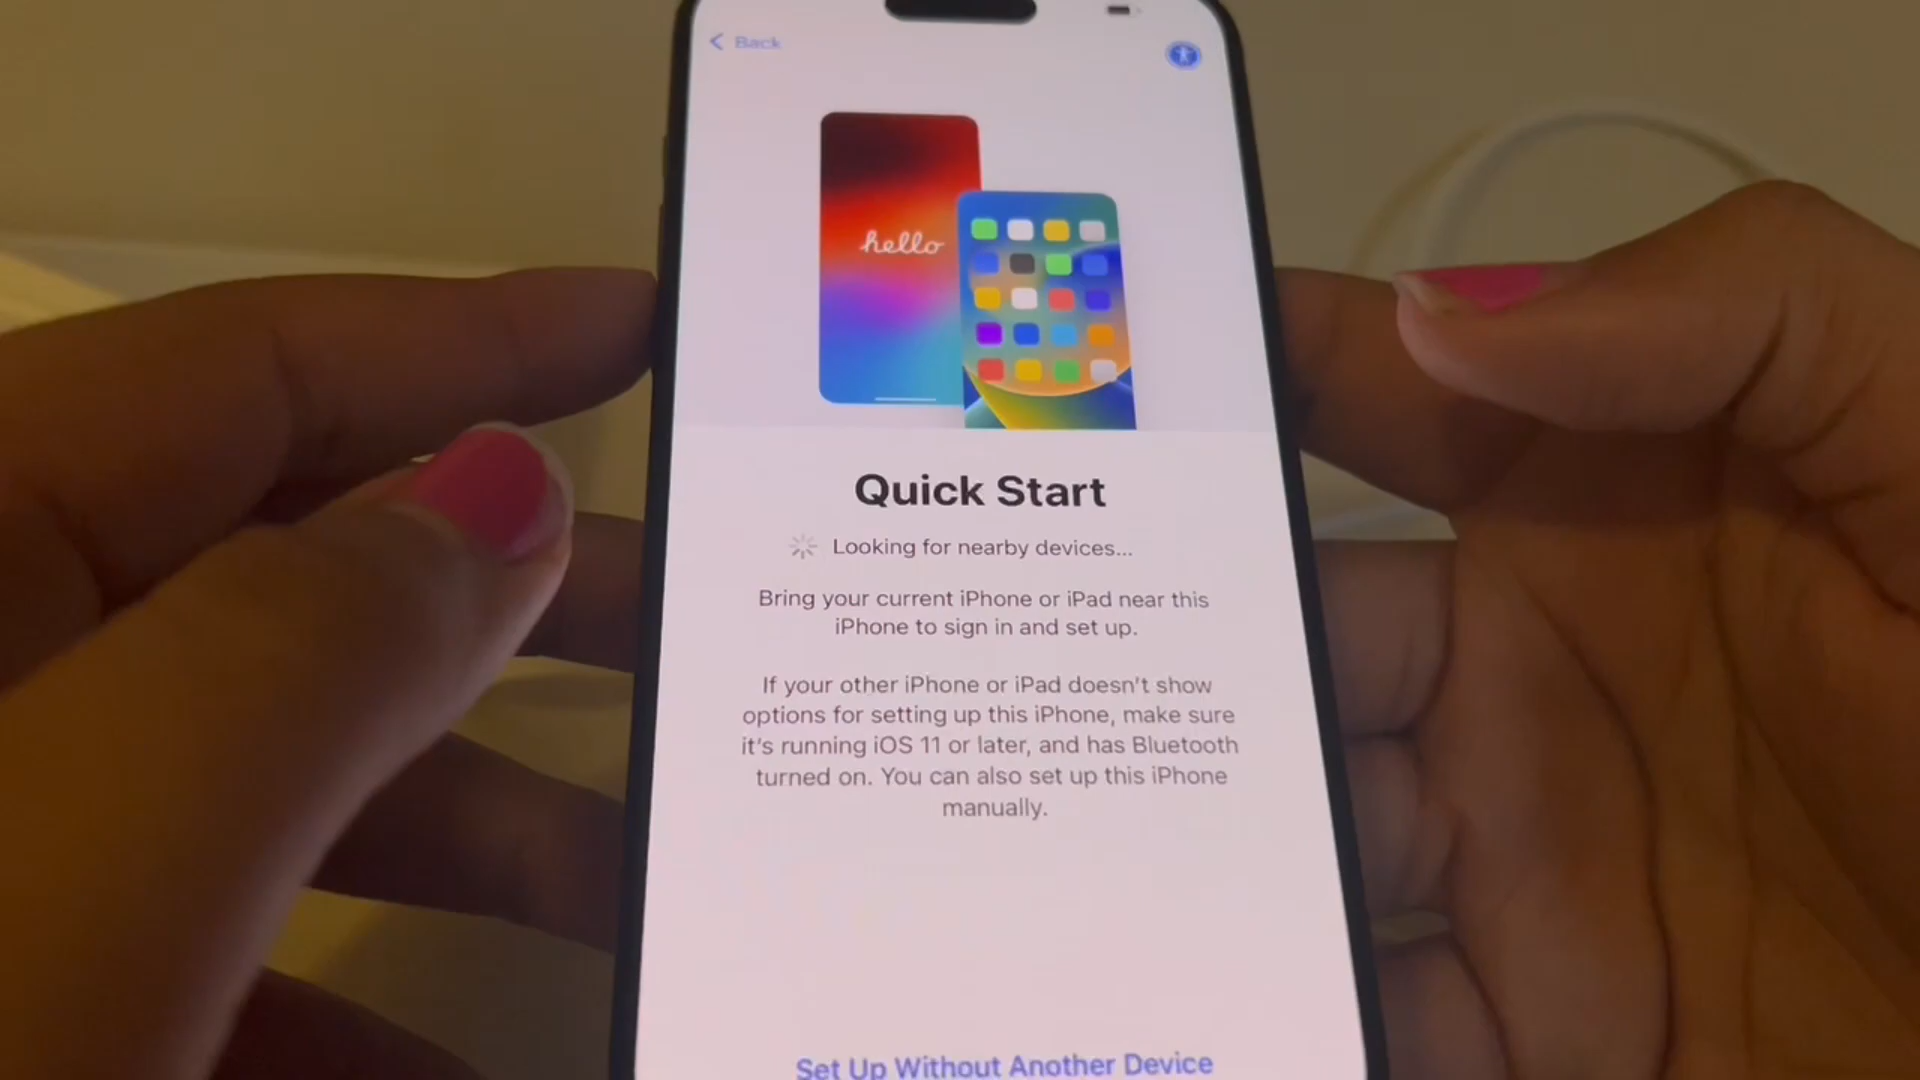 Back
hello
Quick Start
Looking for nearby devices...
Bring your current iPhone or iPad near this
iPhone to sign in and set up.
If your other iPhone or iPad doesn't show
options for setting up this iPhone, make sure
it's running iOS 11 or later, and has Bluetooth
turned on. You can also set up this iPhone
manually.
Set Up Without Another Device